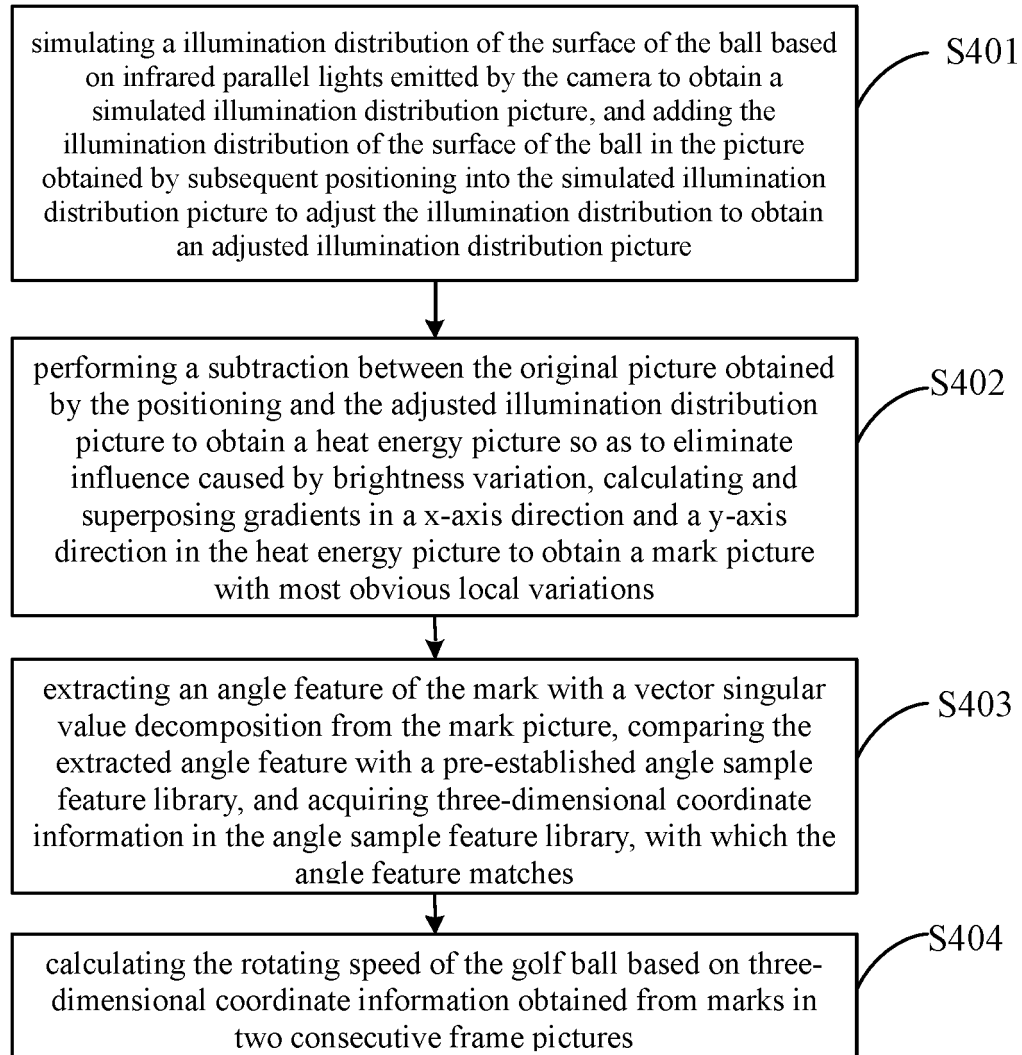 simulating a illumination distribution of the surface of the ball based
on infrared parallel lights emitted by the camera to obtain a
simulated illumination distribution picture, and adding the
illumination distribution of the surface of the ball in the picture
obtained by subsequent positioning into the simulated illumination
distribution picture to adjust the illumination distribution to obtain
an adjusted illumination distribution picture
S401
performing a subtraction between the original picture obtained
by the positioning and the adjusted illumination distribution
picture to obtain a heat energy picture so as to eliminate
influence caused by brightness variation, calculating and
superposing gradients in a x-axis direction and a y-axis
direction in the heat energy picture to obtain a mark picture
with most obvious local variations
S402
extracting an angle feature of the mark with a vector singular
value decomposition from the mark picture, comparing the
extracted angle feature with a pre-established angle sample
feature library, and acquiring three-dimensional coordinate
information in the angle sample feature library, with which the
angle feature matches
S403
calculating the rotating speed of the golf ball based on three-
dimensional coordinate information obtained from marks in
two consecutive frame pictures
S404